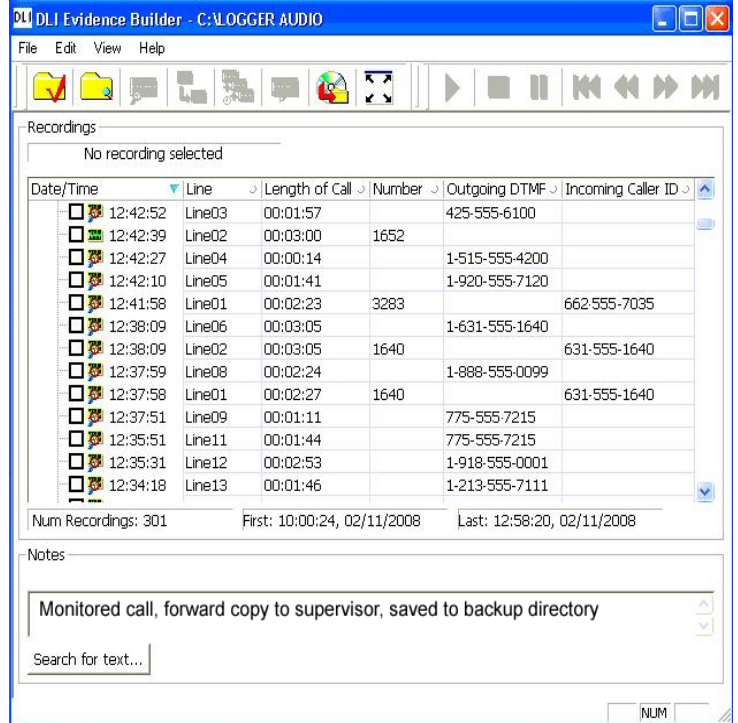 DLI DLI Evidence Builder - C:\LOGGER AUDIO
File Edit View Help
Recordings
No recording selected
Date/Time Line Length of Call Number Outgoing DTMF Incoming Caller ID
12:42:52 Line03 00:01:57 425-555-6100
12:42:39 Line02 00:03:00 1652
12:42:27 Line04 00:00:14 1-515-555-4200
12:42:10 Line05 00:01:41 1-920-555-7120
12:41:58 Line01 00:02:23 3283 662-555-7035
12:38:09 Line06 00:03:05 1-631-555-1640
12:38:09 Line02 00:03:05 1640 631-555-1640
12:37:59 Line08 00:02:24 1-888-555-0099
12:37:58 Line01 00:02:27 1640 631-555-1640
12:37:51 Line09 00:01:11 775-555-7215
12:35:51 Line11 00:01:44 775-555-7215
12:35:31 Line12 00:02:53 1-918-555-0001
12:34:18 Line13 00:01:46 1-213-555-7111
Num Recordings: 301 First: 10:00:24, 02/11/2008 Last: 12:58:20, 02/11/2008
Notes
Monitored call, forward copy to supervisor, saved to backup directory
Search for text...
NUM